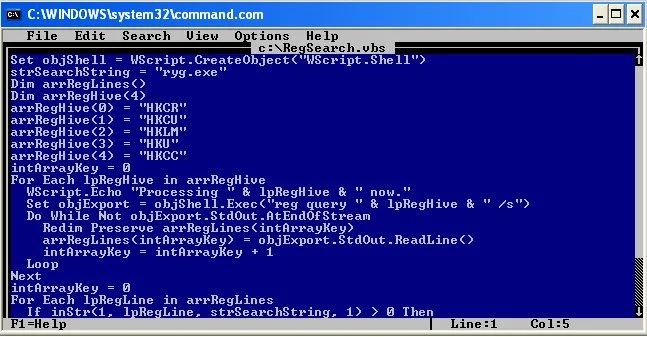 C:\WINDOWS\system32\command.com
File Edit Search View Options Help
c:\RegSearch.vbs
Set objShell = WScript.CreateObject("WScript.Shell")
strSearchString = "ryg.exe"
Dim arrRegLines()
Dim arrRegHive(4)
arrRegHive(0) = "HKCR"
arrRegHive(1) = "HKCU"
arrRegHive(2) = "HKLM"
arrRegHive(3) = "HKU"
arrRegHive(4) = "HKCC"
intArrayKey = 0
For Each lpRegHive in arrRegHive
  WScript.Echo "Processing " & lpRegHive & " now."
  Set objExport = objShell.Exec("reg query " & lpRegHive & " /s")
  Do While Not objExport.StdOut.AtEndOfStream
    Redim Preserve arrRegLines(intArrayKey)
    arrRegLines(intArrayKey) = objExport.StdOut.ReadLine()
    intArrayKey = intArrayKey + 1
  Loop
Next
intArrayKey = 0
For Each lpRegLine in arrRegLines
  If inStr(1, lpRegLine, strSearchString, 1) > 0 Then
F1=Help Line:1 Col:5